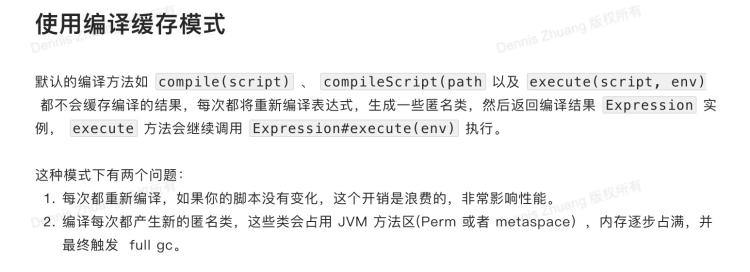 使用编译缓存模式
Dennis Zhuang 版权所有
默认的编译方法如 compile(script) 、 compileScript(path 以及 execute(script, env)
都不会缓存编译的结果，每次都将重新编译表达式，生成一些匿名类，然后返回编译结果 Expression 实
例， execute 方法会继续调用 Expression#execute(env) 执行。
这种模式下有两个问题：
1. 每次都重新编译，如果你的脚本没有变化，这个开销是浪费的，非常影响性能。
Dennis Zhuang 版权所有
2. 编译每次都产生新的匿名类，这些类会占用 JVM 方法区(Perm 或者 metaspace），内存逐步占满，并
最终触发 full gc。